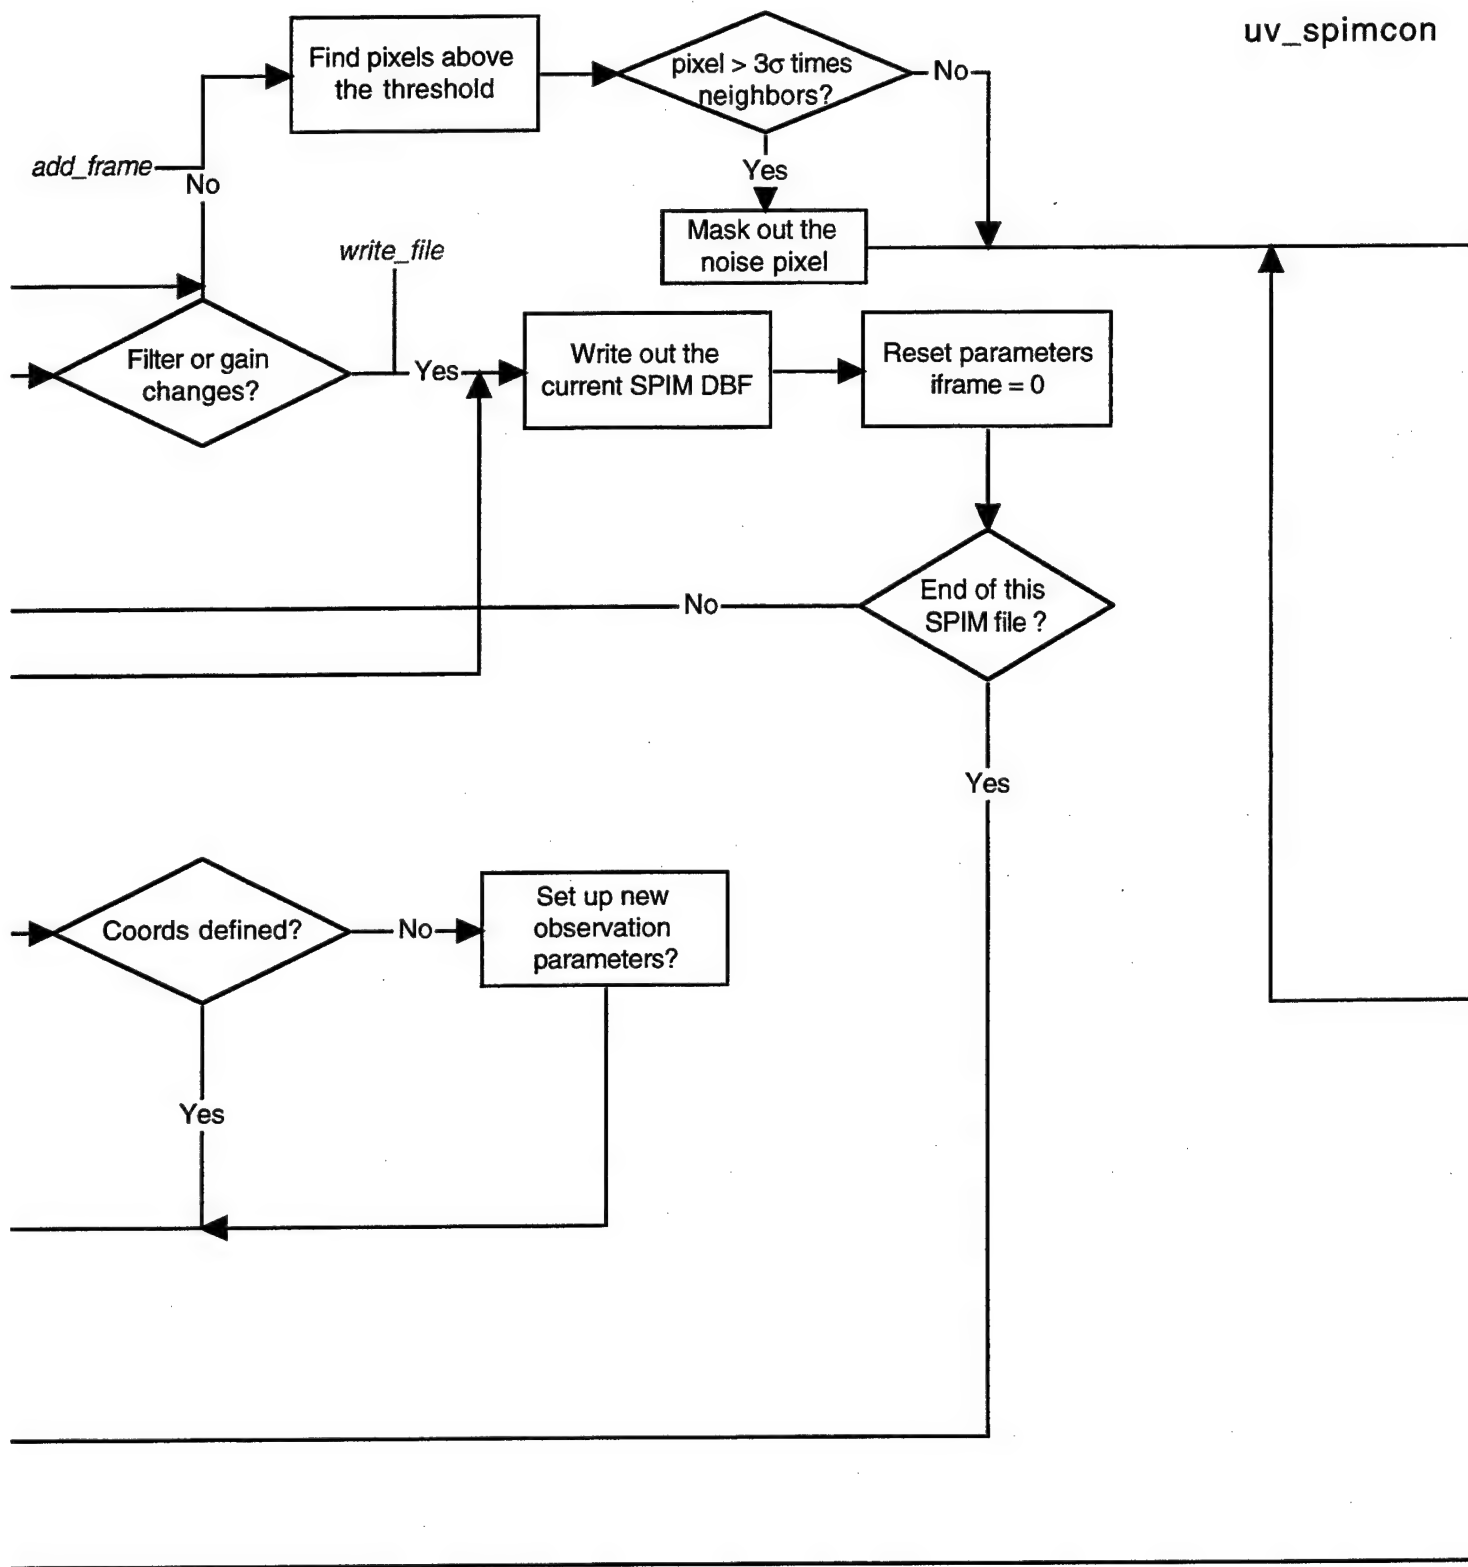 uv_spimcon
Find pixels above
the threshold
pixel > 3σ times
neighbors?
No
add_frame
No
Yes
Mask out the
noise pixel
write_file
Filter or gain
changes?
Yes
Write out the
current SPIM DBF
Reset parameters
iframe = 0
No
End of this
SPIM file ?
Yes
Coords defined?
No
Set up new
observation
parameters?
Yes